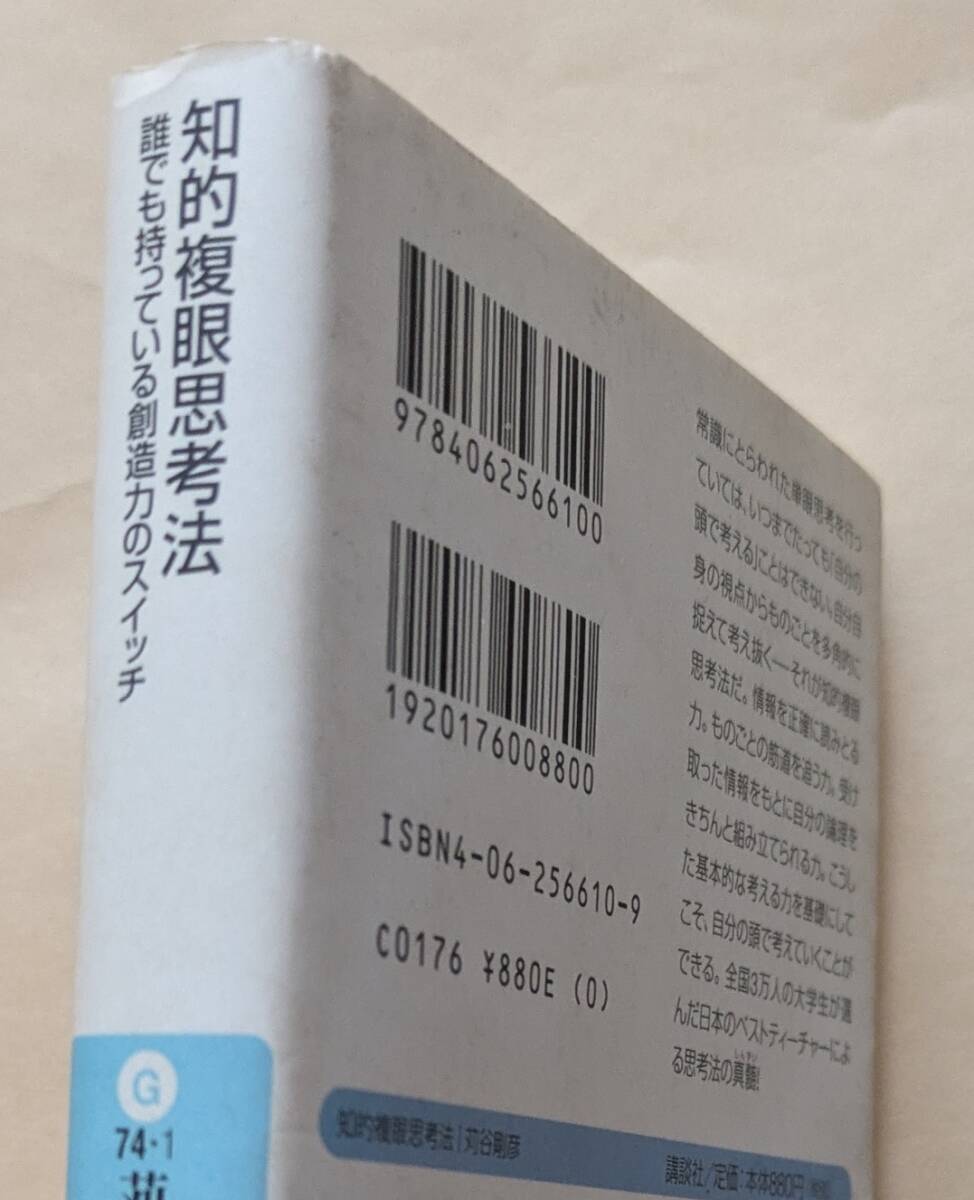 知的複眼思考法
誰でも持っている創造力のスイッチ
G
74・1
9784062566100
1920176008800
ISBN4-06-256610-9
C0176 ¥880E (0)
常識にとらわれた単眼思考を行っ
ていては、いつまでたっても「自分の
頭で考える」ことはできない。自分自
身の視点からものごとを多角的に
捉えて考え抜く──それが知的複眼
思考法だ。情報を正確に読みとる
力。ものごとの筋道を追う力。受け
取った情報をもとに自分の論理を
きちんと組み立てられる力。こうし
た基本的な考える力を基礎にして
こそ、自分の頭で考えていくことが
できる。全国3万人の大学生が選
んだ日本のベストティーチャーによ
る思考法の真髄!
しんずい
知的複眼思考法|苅谷剛彦
講談社/定価:本体880円